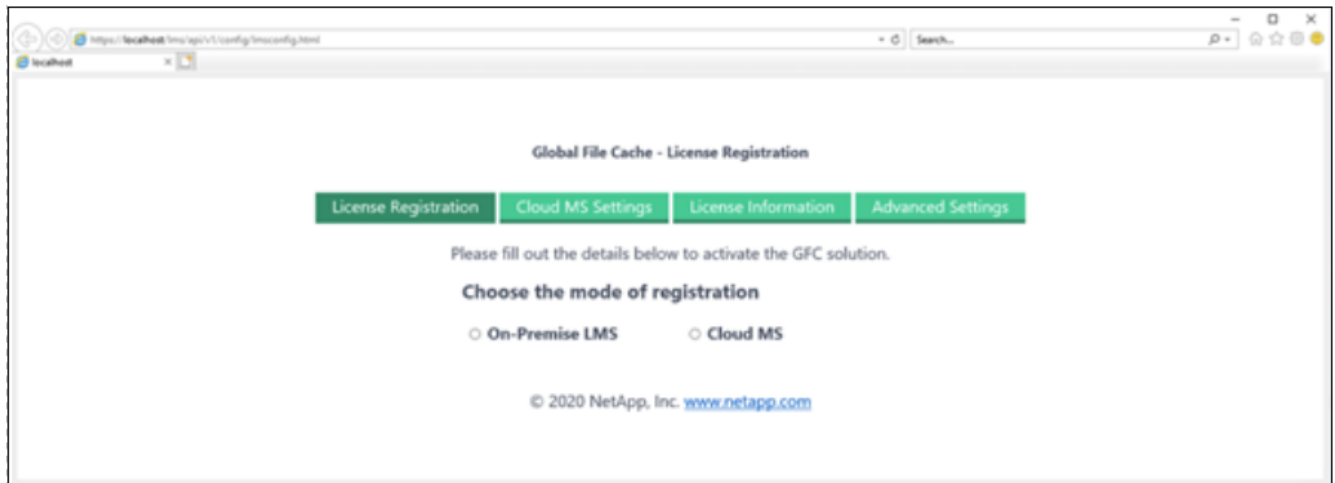 https://localhost/lms/api/v1/config/lmsconfig.html
Search...
localhost
Global File Cache - License Registration
License Registration
Cloud MS Settings
License Information
Advanced Settings
Please fill out the details below to activate the GFC solution.
Choose the mode of registration
On-Premise LMS
Cloud MS
© 2020 NetApp, Inc. www.netapp.com